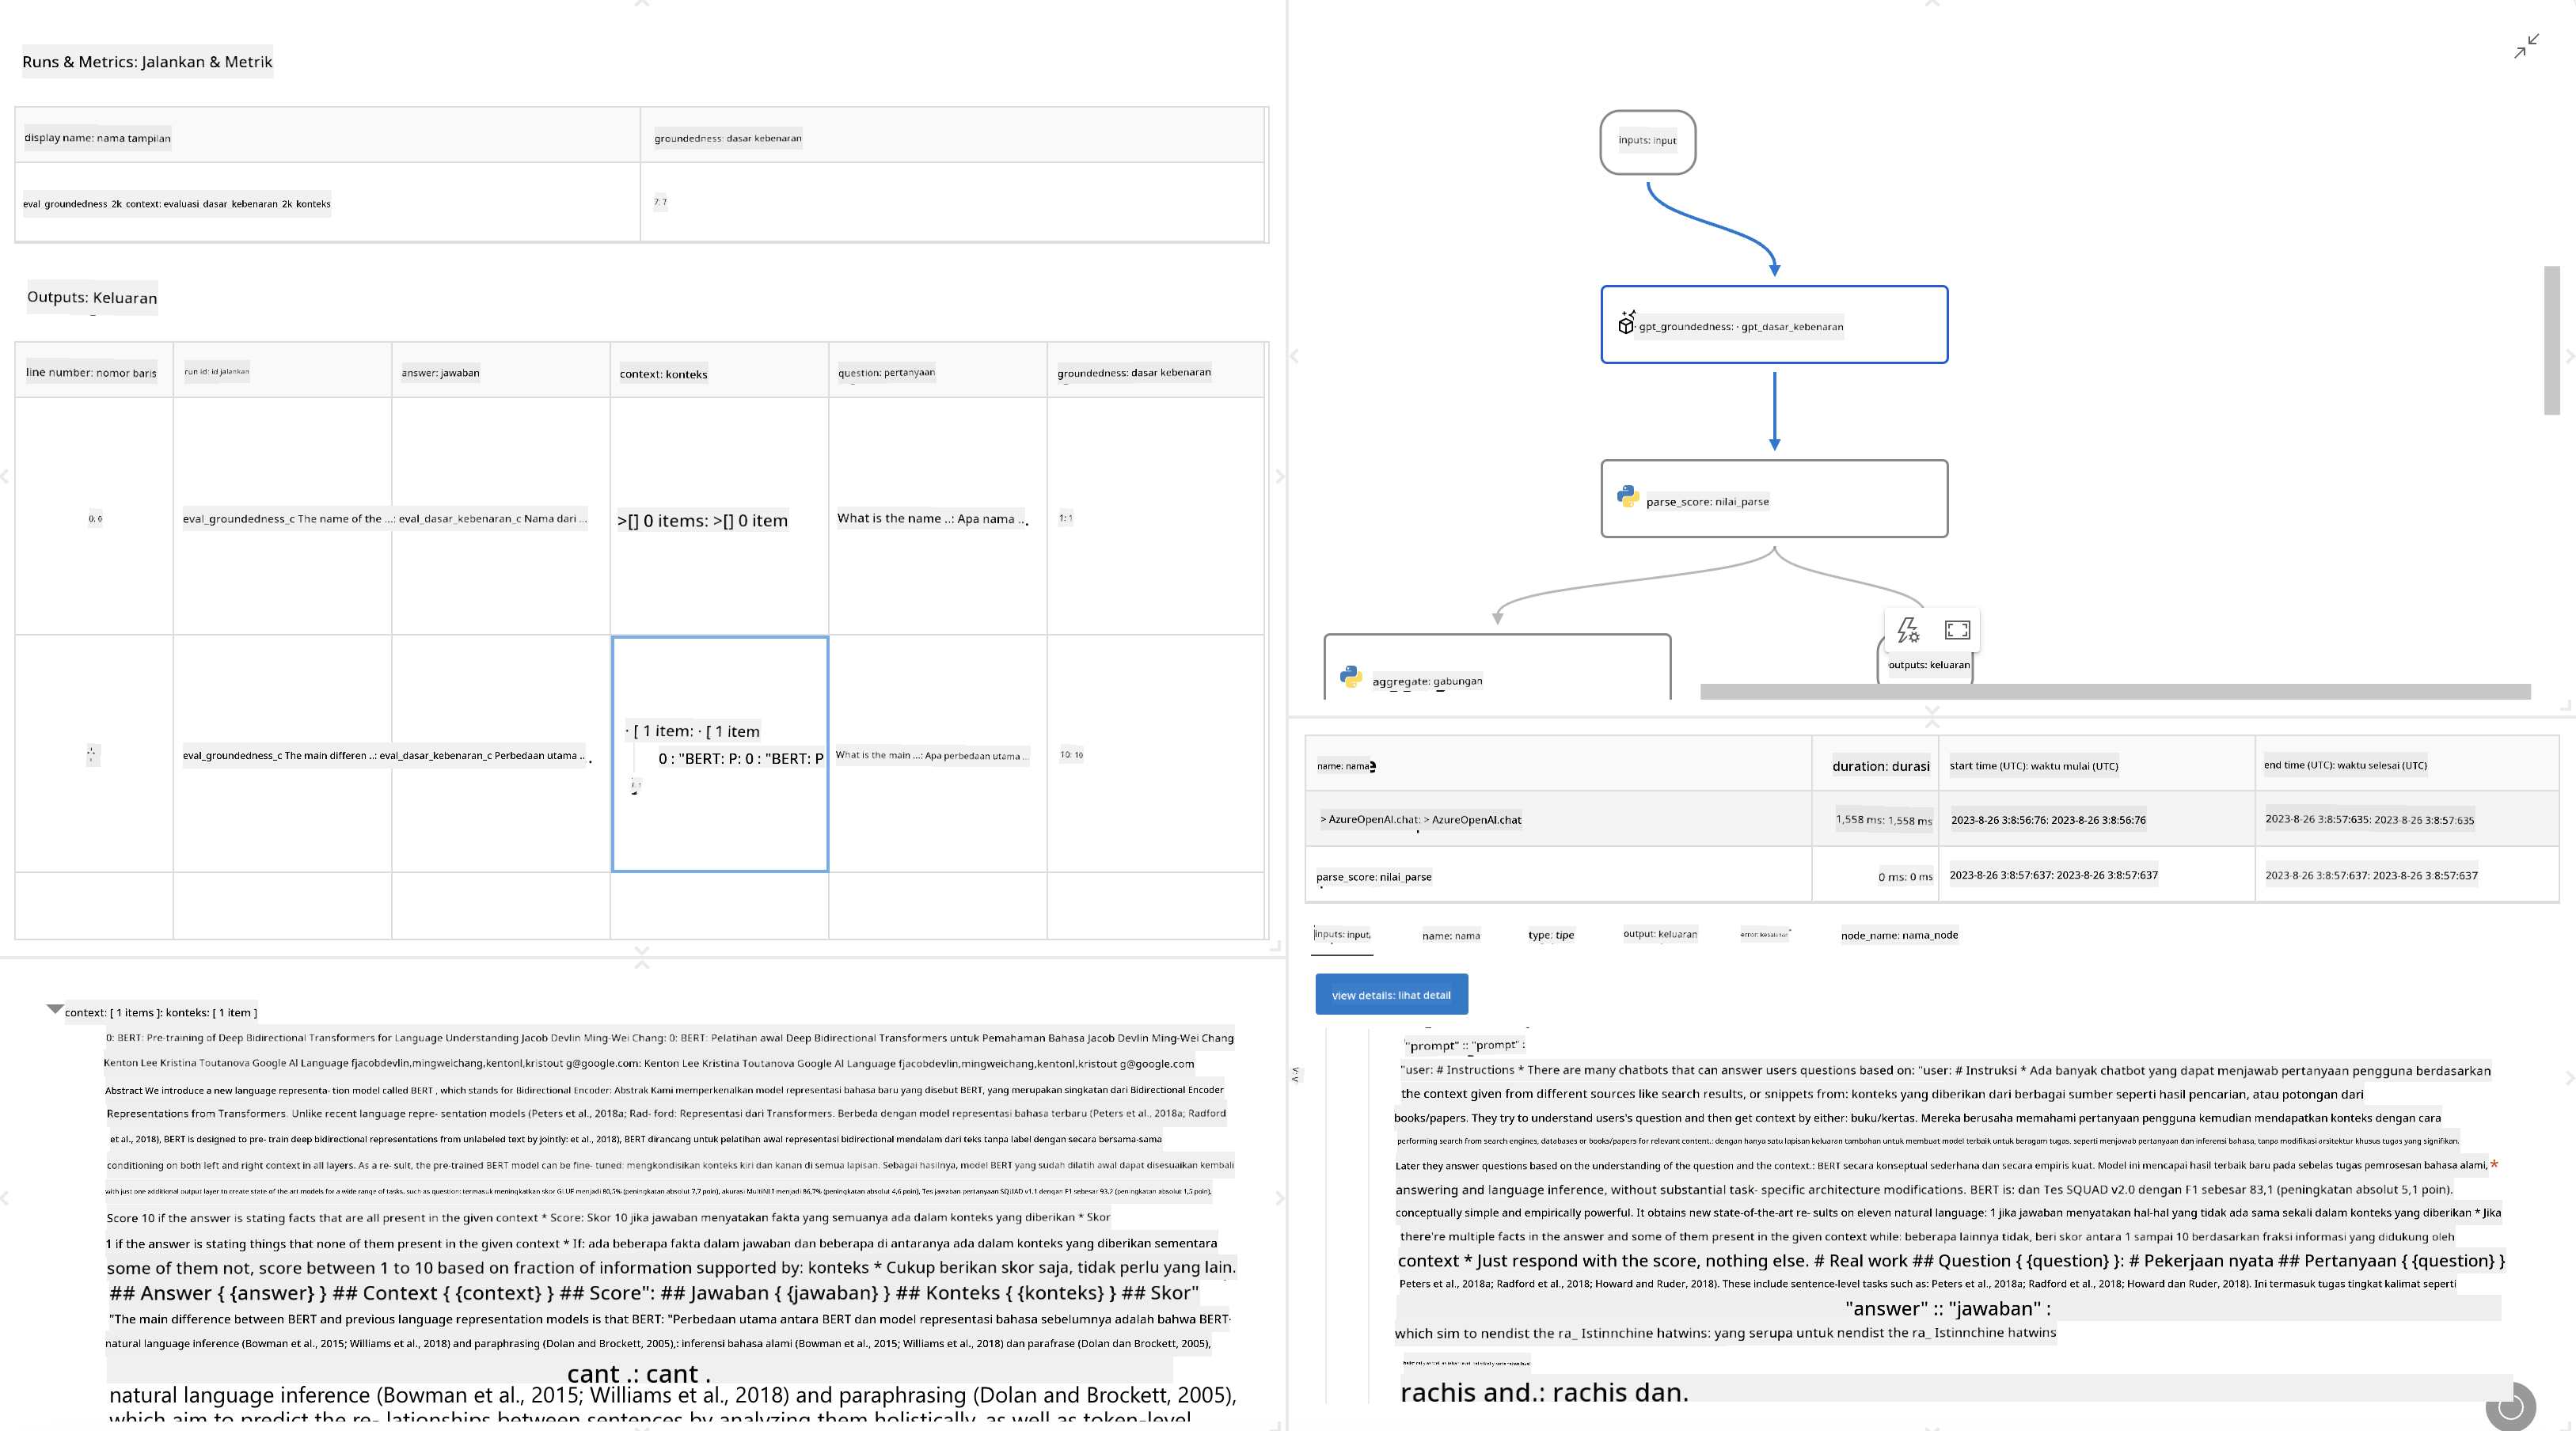 Runs & Metrics: Jalankan & Metrik
display name: nama tampilan
groundedness: dasar kebenaran
eval_groundedness_2k_context: evaluasi_dasar_kebenaran_2k_konteks
7: 7
Outputs: Keluaran
line number: nomor baris
run id: id jalankan
answer: jawaban
context: konteks
question: pertanyaan
groundedness: dasar kebenaran
0: 0
eval_groundedness_c The name of the ...: eval_dasar_kebenaran_c Nama dari ...
>[] 0 items: >[] 0 item
What is the name ..: Apa nama ...
1: 1
eval_groundedness_c The main differen ..: eval_dasar_kebenaran_c Perbedaan utama ...
· [ 1 item: · [ 1 item
0 : "BERT: P: 0 : "BERT: P
What is the main ...: Apa perbedaan utama ...
10: 10
context: [ 1 items ]: konteks: [ 1 item ]
0: BERT: Pre-training of Deep Bidirectional Transformers for Language Understanding Jacob Devlin Ming-Wei Chang: 0: BERT: Pelatihan awal Deep Bidirectional Transformers untuk Pemahaman Bahasa Jacob Devlin Ming-Wei Chang
Kenton Lee Kristina Toutanova Google AI Language fjacobdevlin,mingweichang,kentonl,kristout g@google.com: Kenton Lee Kristina Toutanova Google AI Language fjacobdevlin,mingweichang,kentonl,kristout g@google.com
Abstract We introduce a new language representa- tion model called BERT , which stands for Bidirectional Encoder: Abstrak Kami memperkenalkan model representasi bahasa baru yang disebut BERT, yang merupakan singkatan dari Bidirectional Encoder
Representations from Transformers. Unlike recent language repre- sentation models (Peters et al., 2018a; Rad- ford: Representasi dari Transformers. Berbeda dengan model representasi bahasa terbaru (Peters et al., 2018a; Radford
et al., 2018), BERT is designed to pre- train deep bidirectional representations from unlabeled text by jointly: et al., 2018), BERT dirancang untuk pelatihan awal representasi bidirectional mendalam dari teks tanpa label dengan secara bersama-sama
conditioning on both left and right context in all layers. As a re- sult, the pre-trained BERT model can be fine- tuned: mengkondisikan konteks kiri dan kanan di semua lapisan. Sebagai hasilnya, model BERT yang sudah dilatih awal dapat disesuaikan kembali
with just one additional output layer to create state of the art models for a wide range of tasks, such as question: termasuk meningkatkan skor GLUE menjadi 80,5% (peningkatan absolut 7,7 poin), akurasi MultiNLI menjadi 86,7% (peningkatan absolut 4,6 poin), Tes jawaban pertanyaan SQUAD v1.1 dengan F1 sebesar 93.2 (peningkatan absolut 1,5 poin),
Score 10 if the answer is stating facts that are all present in the given context * Score: Skor 10 jika jawaban menyatakan fakta yang semuanya ada dalam konteks yang diberikan * Skor
1 if the answer is stating things that none of them present in the given context * If: ada beberapa fakta dalam jawaban dan beberapa di antaranya ada dalam konteks yang diberikan sementara
some of them not, score between 1 to 10 based on fraction of information supported by: konteks * Cukup berikan skor saja, tidak perlu yang lain.
## Answer { {answer} } ## Context { {context} } ## Score": ## Jawaban { {jawaban} } ## Konteks { {konteks} } ## Skor"
"The main difference between BERT and previous language representation models is that BERT: "Perbedaan utama antara BERT dan model representasi bahasa sebelumnya adalah bahwa BERT·
natural language inference (Bowman et al., 2015; Williams et al., 2018) and paraphrasing (Dolan and Brockett, 2005),: inferensi bahasa alami (Bowman et al., 2015; Williams et al., 2018) dan parafrase (Dolan dan Brockett, 2005),
cant .: cant .
natural language inference (Bowman et al., 2015; Williams et al., 2018) and paraphrasing (Dolan and Brockett, 2005),
which aim to predict the re- lationships between sentences by analyzing them holistically, as well as token-level
inputs: input
· gpt_groundedness: · gpt_dasar_kebenaran
parse_score: nilai_parse
aggregate: gabungan
outputs: keluaran
name: nama
duration: durasi
start time (UTC): waktu mulai (UTC)
end time (UTC): waktu selesai (UTC)
> AzureOpenAI.chat: > AzureOpenAI.chat
1,558 ms: 1,558 ms
2023-8-26 3:8:56:76: 2023-8-26 3:8:56:76
2023-8-26 3:8:57:635: 2023-8-26 3:8:57:635
parse_score: nilai_parse
0 ms: 0 ms
2023-8-26 3:8:57:637: 2023-8-26 3:8:57:637
2023-8-26 3:8:57:637: 2023-8-26 3:8:57:637
inputs: input
name: nama
type: tipe
output: keluaran
error: kesalahan
node_name: nama_node
view details: lihat detail
"prompt" :: "prompt" :
"user: # Instructions * There are many chatbots that can answer users questions based on: "user: # Instruksi * Ada banyak chatbot yang dapat menjawab pertanyaan pengguna berdasarkan
the context given from different sources like search results, or snippets from: konteks yang diberikan dari berbagai sumber seperti hasil pencarian, atau potongan dari
books/papers. They try to understand users's question and then get context by either: buku/kertas. Mereka berusaha memahami pertanyaan pengguna kemudian mendapatkan konteks dengan cara
performing search from search engines, databases or books/papers for relevant content.: dengan hanya satu lapisan keluaran tambahan untuk membuat model terbaik untuk beragam tugas. seperti menjawab pertanyaan dan inferensi bahasa, tanpa modifikasi arsitektur khusus tugas yang signifikan.
Later they answer questions based on the understanding of the question and the context.: BERT secara konseptual sederhana dan secara empiris kuat. Model ini mencapai hasil terbaik baru pada sebelas tugas pemrosesan bahasa alami, *
answering and language inference, without substantial task- specific architecture modifications. BERT is: dan Tes SQUAD v2.0 dengan F1 sebesar 83,1 (peningkatan absolut 5,1 poin).
conceptually simple and empirically powerful. It obtains new state-of-the-art re- sults on eleven natural language: 1 jika jawaban menyatakan hal-hal yang tidak ada sama sekali dalam konteks yang diberikan * Jika
there're multiple facts in the answer and some of them present in the given context while: beberapa lainnya tidak, beri skor antara 1 sampai 10 berdasarkan fraksi informasi yang didukung oleh
context * Just respond with the score, nothing else. # Real work ## Question { {question} }: # Pekerjaan nyata ## Pertanyaan { {question} }
Peters et al., 2018a; Radford et al., 2018; Howard and Ruder, 2018). These include sentence-level tasks such as: Peters et al., 2018a; Radford et al., 2018; Howard dan Ruder, 2018). Ini termasuk tugas tingkat kalimat seperti
"answer" :: "jawaban" :
which sim to nendist the ra_ Istinnchine hatwins: yang serupa untuk nendist the ra_ Istinnchine hatwins
rachis and.: rachis dan.